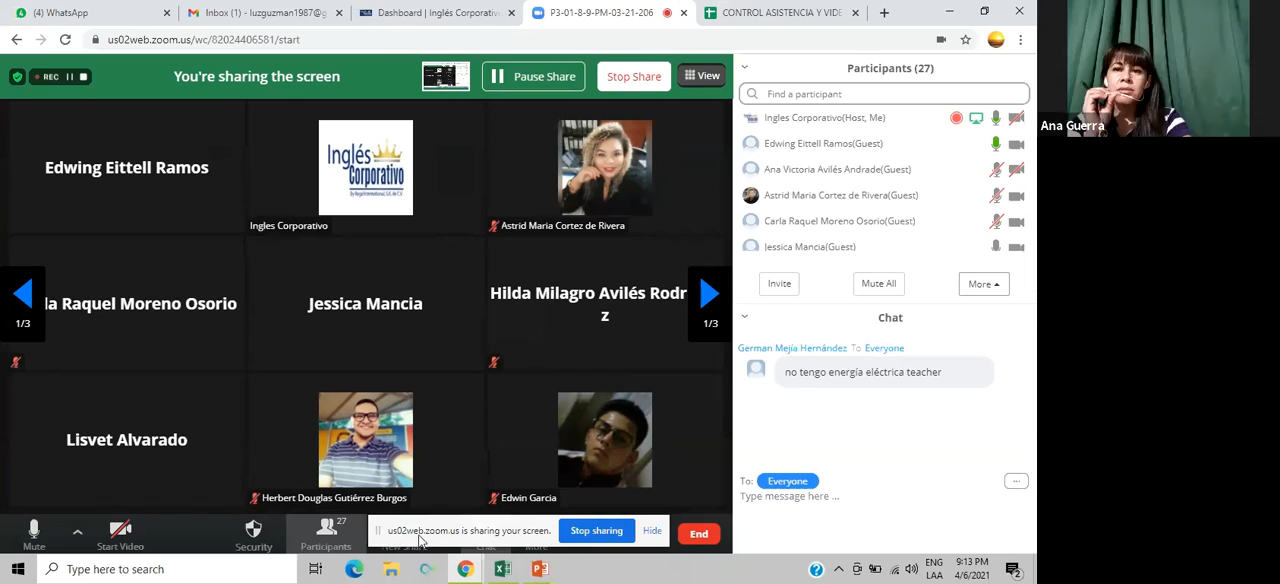 (4) WhatsApp
Inbox (1) - luzguzman1987@g
Dashboard | Inglés Corporativ
P3-01-8-9-PM-03-21-206
CONTROL ASISTENCIA Y VIDE
us02web.zoom.us/wc/82024406581/start
REC
You're sharing the screen
Pause Share
Stop Share
View
Edwing Eittell Ramos
Inglés
Corporativo
Ingles Corporativo
Astrid Maria Cortez de Rivera
la Raquel Moreno Osorio
Jessica Mancia
Hilda Milagro Avilés Rodr
z
1/3
1/3
Lisvet Alvarado
Herbert Douglas Gutiérrez Burgos
Edwin Garcia
Participants (27)
Find a participant
Ingles Corporativo(Host, Me)
Edwing Eittell Ramos(Guest)
Ana Victoria Avilés Andrade(Guest)
Astrid Maria Cortez de Rivera(Guest)
Carla Raquel Moreno Osorio(Guest)
Jessica Mancia(Guest)
Invite
Mute All
More
Chat
German Mejía Hernández To Everyone
no tengo energía eléctrica teacher
To: Everyone
Type message here ...
Ana Guerra
Mute
Start Video
Security
27
Participants
us02web.zoom.us is sharing your screen.
Stop sharing
Hide
End
Type here to search
ENG
LAA
9:13 PM
4/6/2021
2